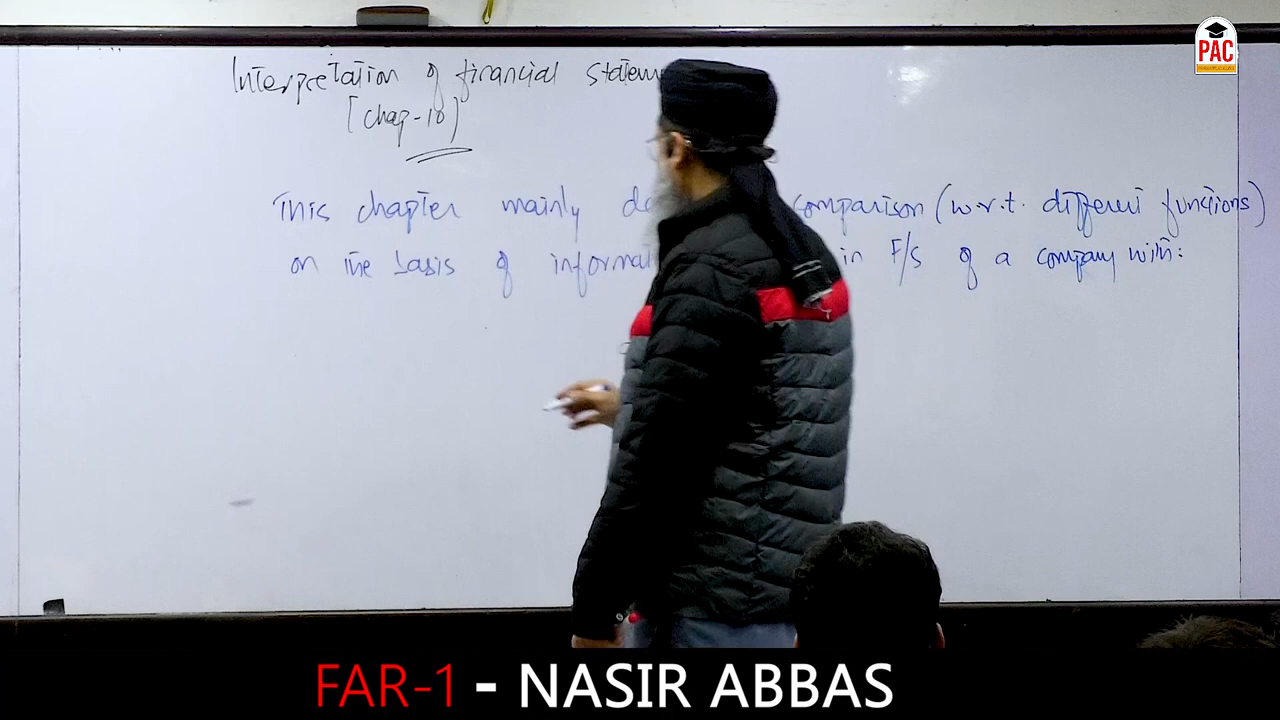 PAC
Interpretation of financial statem
[chap-10]
This chapter mainly de comparison (w.r.t. different functions)
on the basis of informat in F/S of a company with:
FAR-1 - NASIR ABBAS